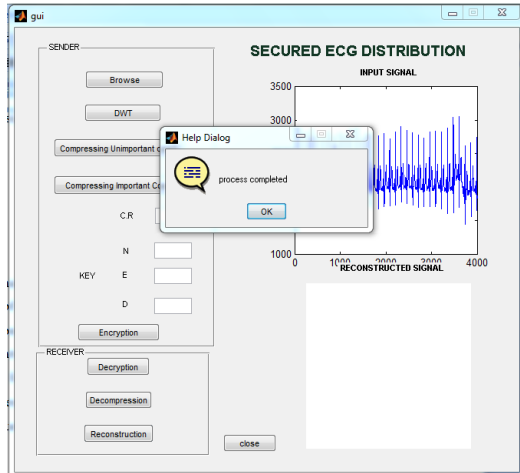 gui
SENDER
SECURED ECG DISTRIBUTION
Browse
INPUT SIGNAL
3500
DWT
3000
Help Dialog
Compressing Unimportant
process completed
Compressing Important
OK
C.R
N
1000
0 1000 2000 3000 4000
RECONSTRUCTED SIGNAL
KEY E
D
Encryption
RECEIVER
Decryption
Decompression
Reconstruction
close